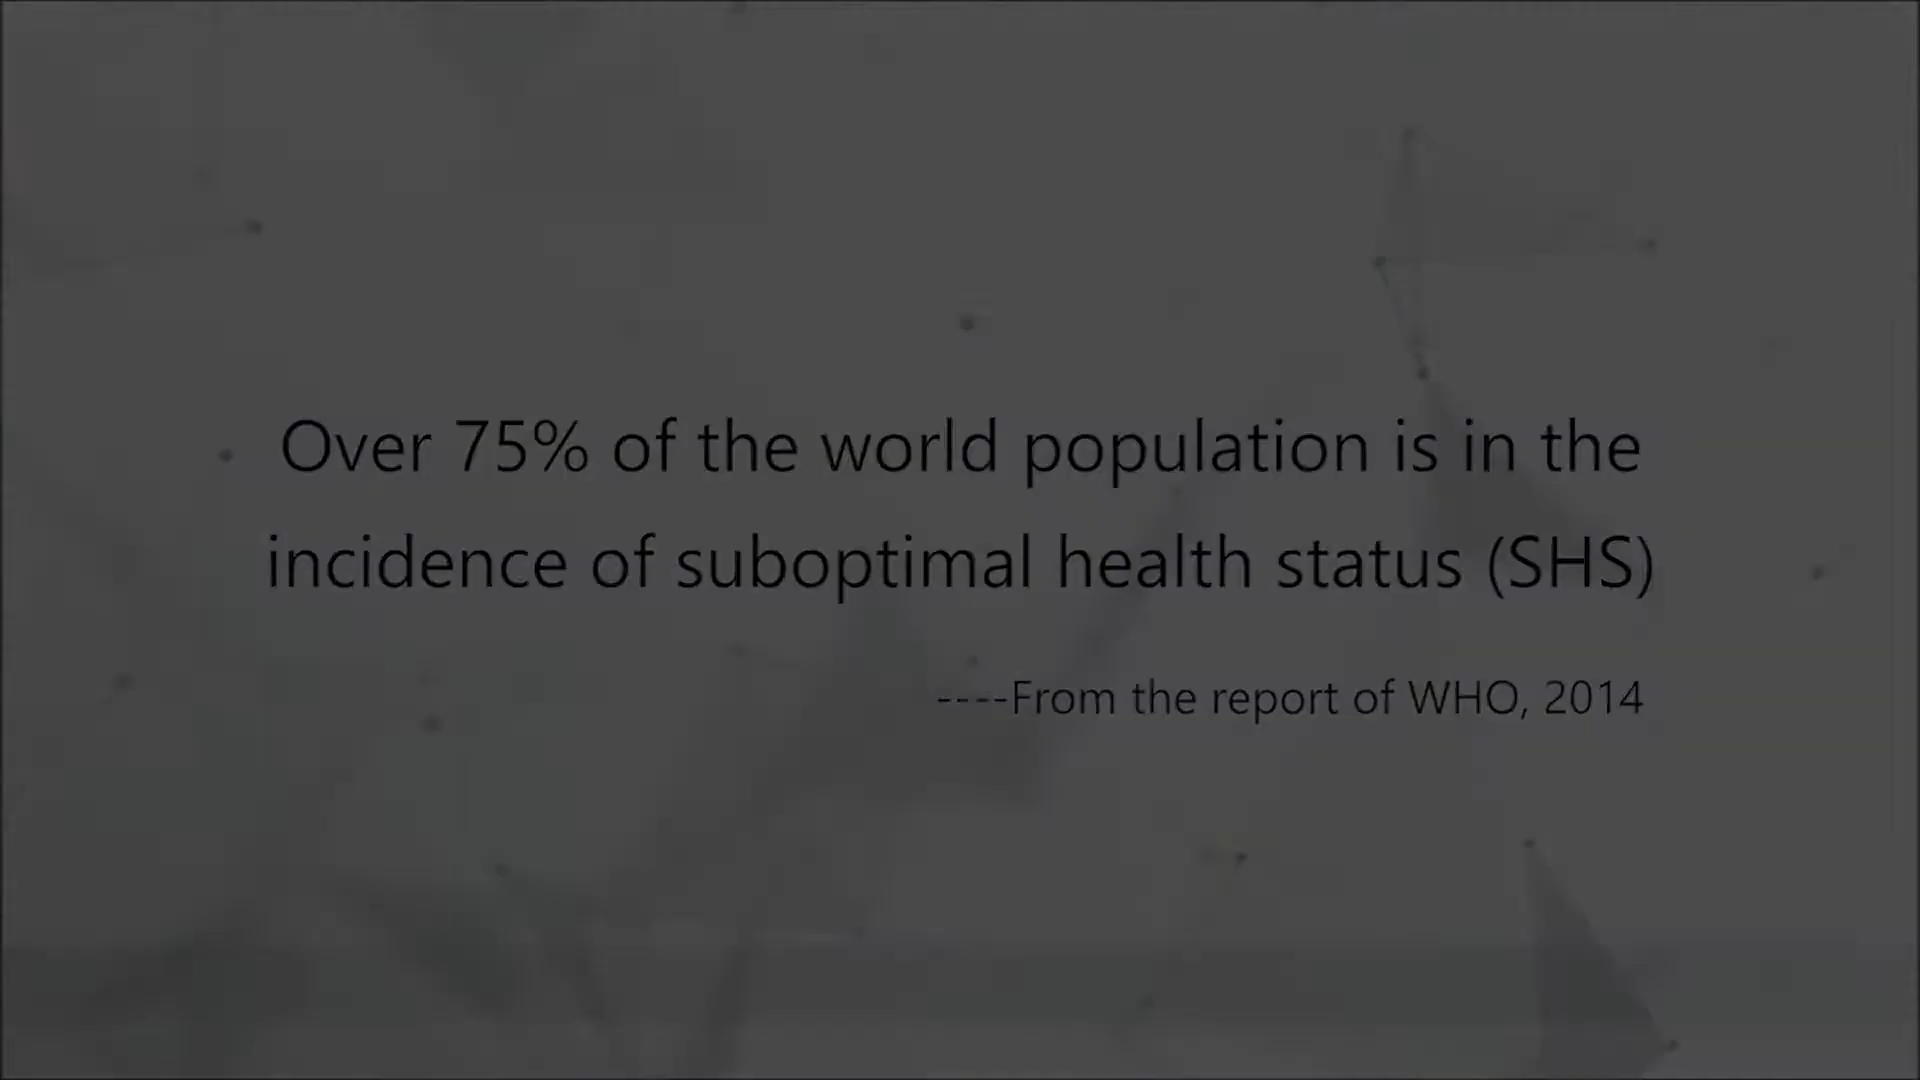 Over 75% of the world population is in the
incidence of suboptimal health status (SHS)
----From the report of WHO, 2014